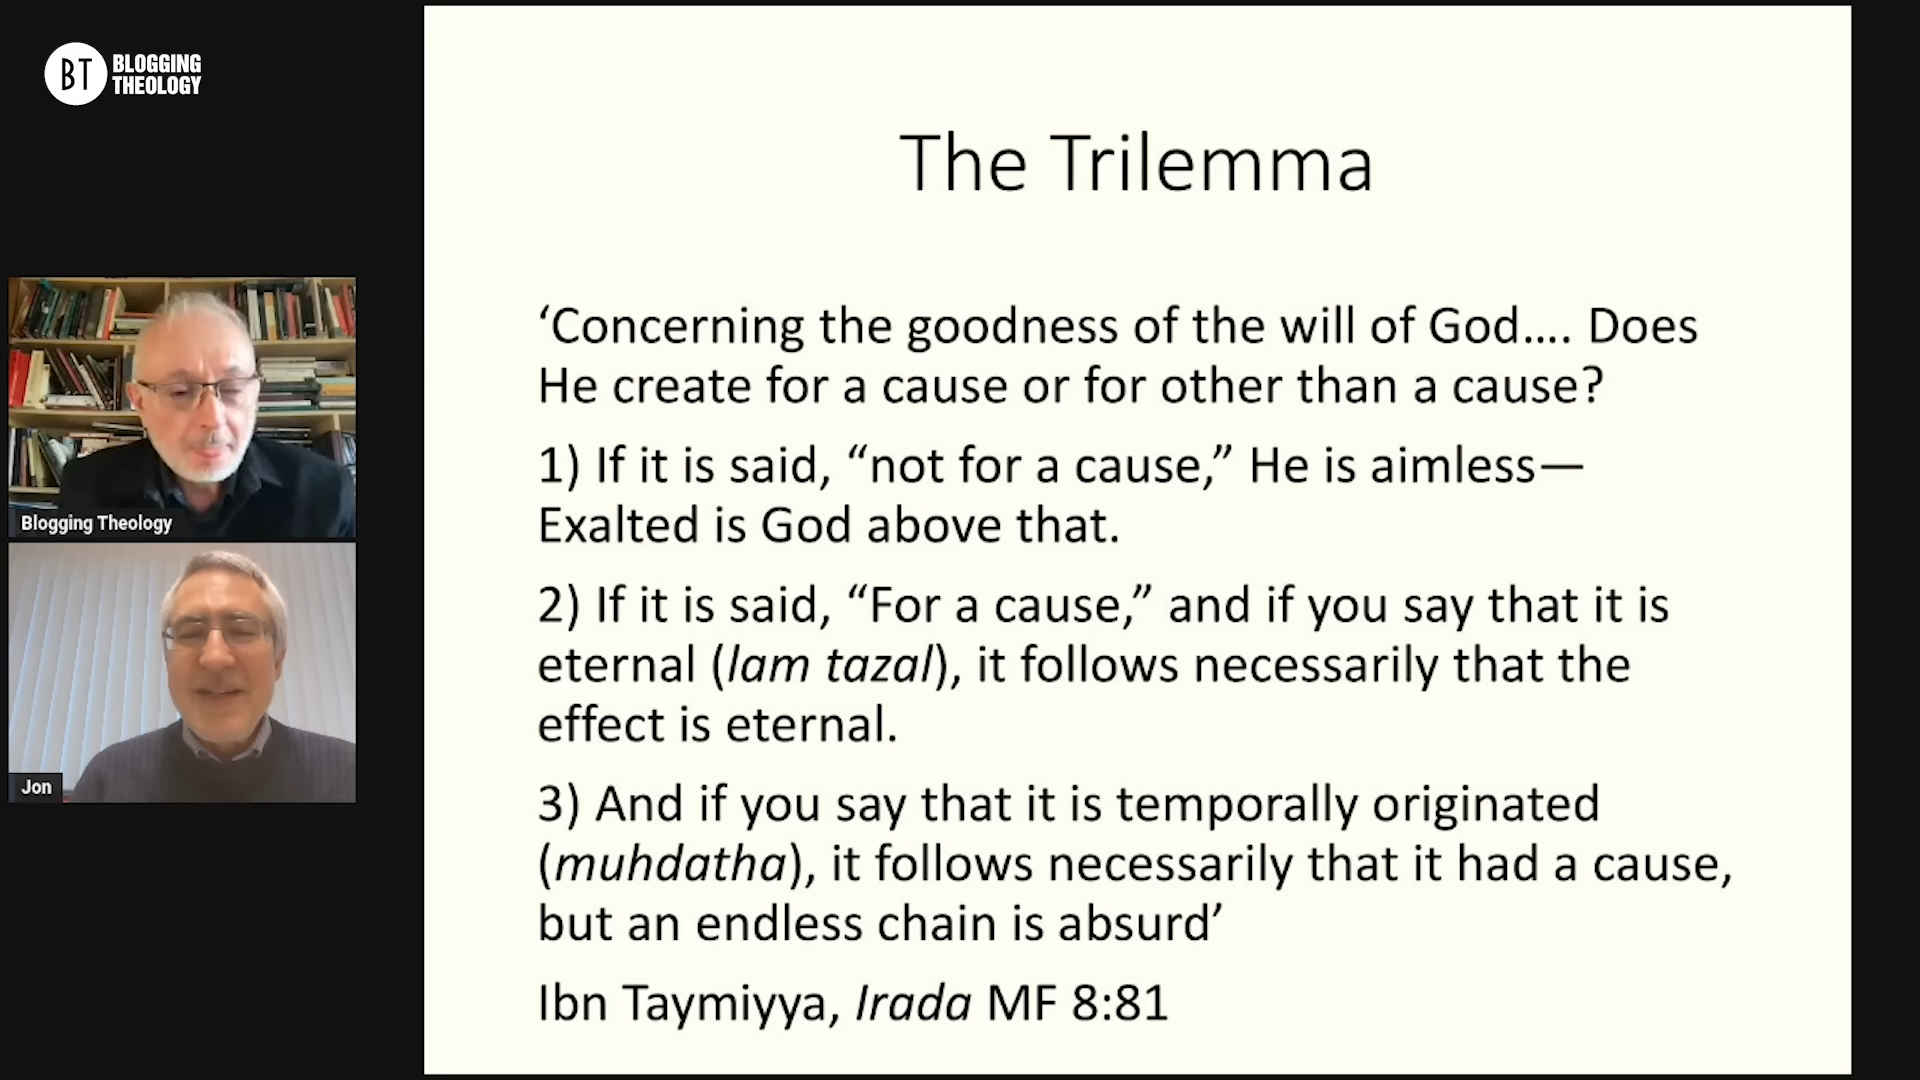 BT BLOGGING
THEOLOGY
The Trilemma
‘Concerning the goodness of the will of God…. Does
He create for a cause or for other than a cause?
1) If it is said, “not for a cause,” He is aimless—
Exalted is God above that.
2) If it is said, “For a cause,” and if you say that it is
eternal (lam tazal), it follows necessarily that the
effect is eternal.
3) And if you say that it is temporally originated
(muhdatha), it follows necessarily that it had a cause,
but an endless chain is absurd’
Ibn Taymiyya, Irada MF 8:81
Blogging Theology
Jon